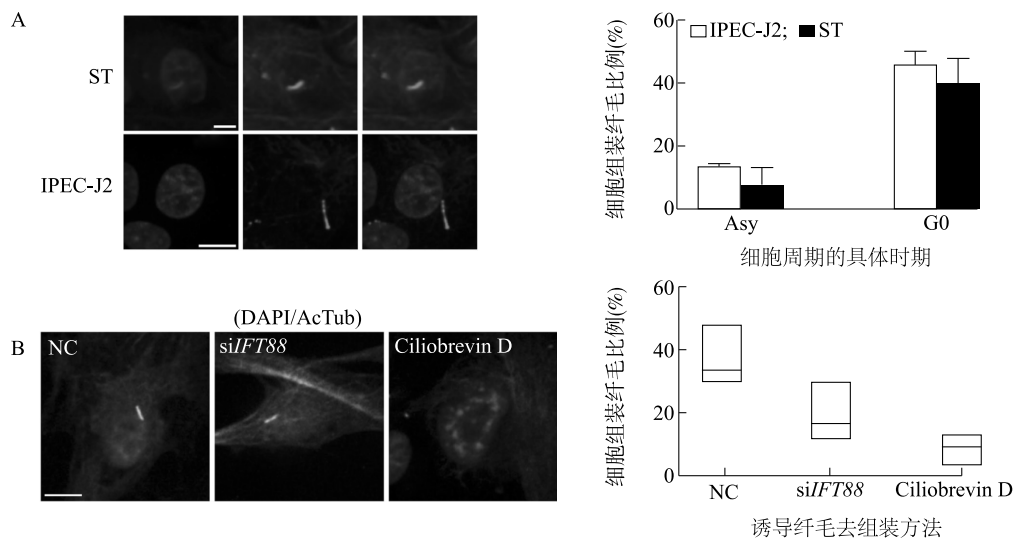 A
ST
IPEC-J2
细胞组装纤毛比例(%)
60
40
20
0
IPEC-J2; ST
Asy G0
细胞周期的具体时期
B
(DAPI/AcTub)
NC siIFT88 Ciliobrevin D
细胞组装纤毛比例(%)
60
40
20
0
NC siIFT88 Ciliobrevin D
诱导纤毛去组装方法